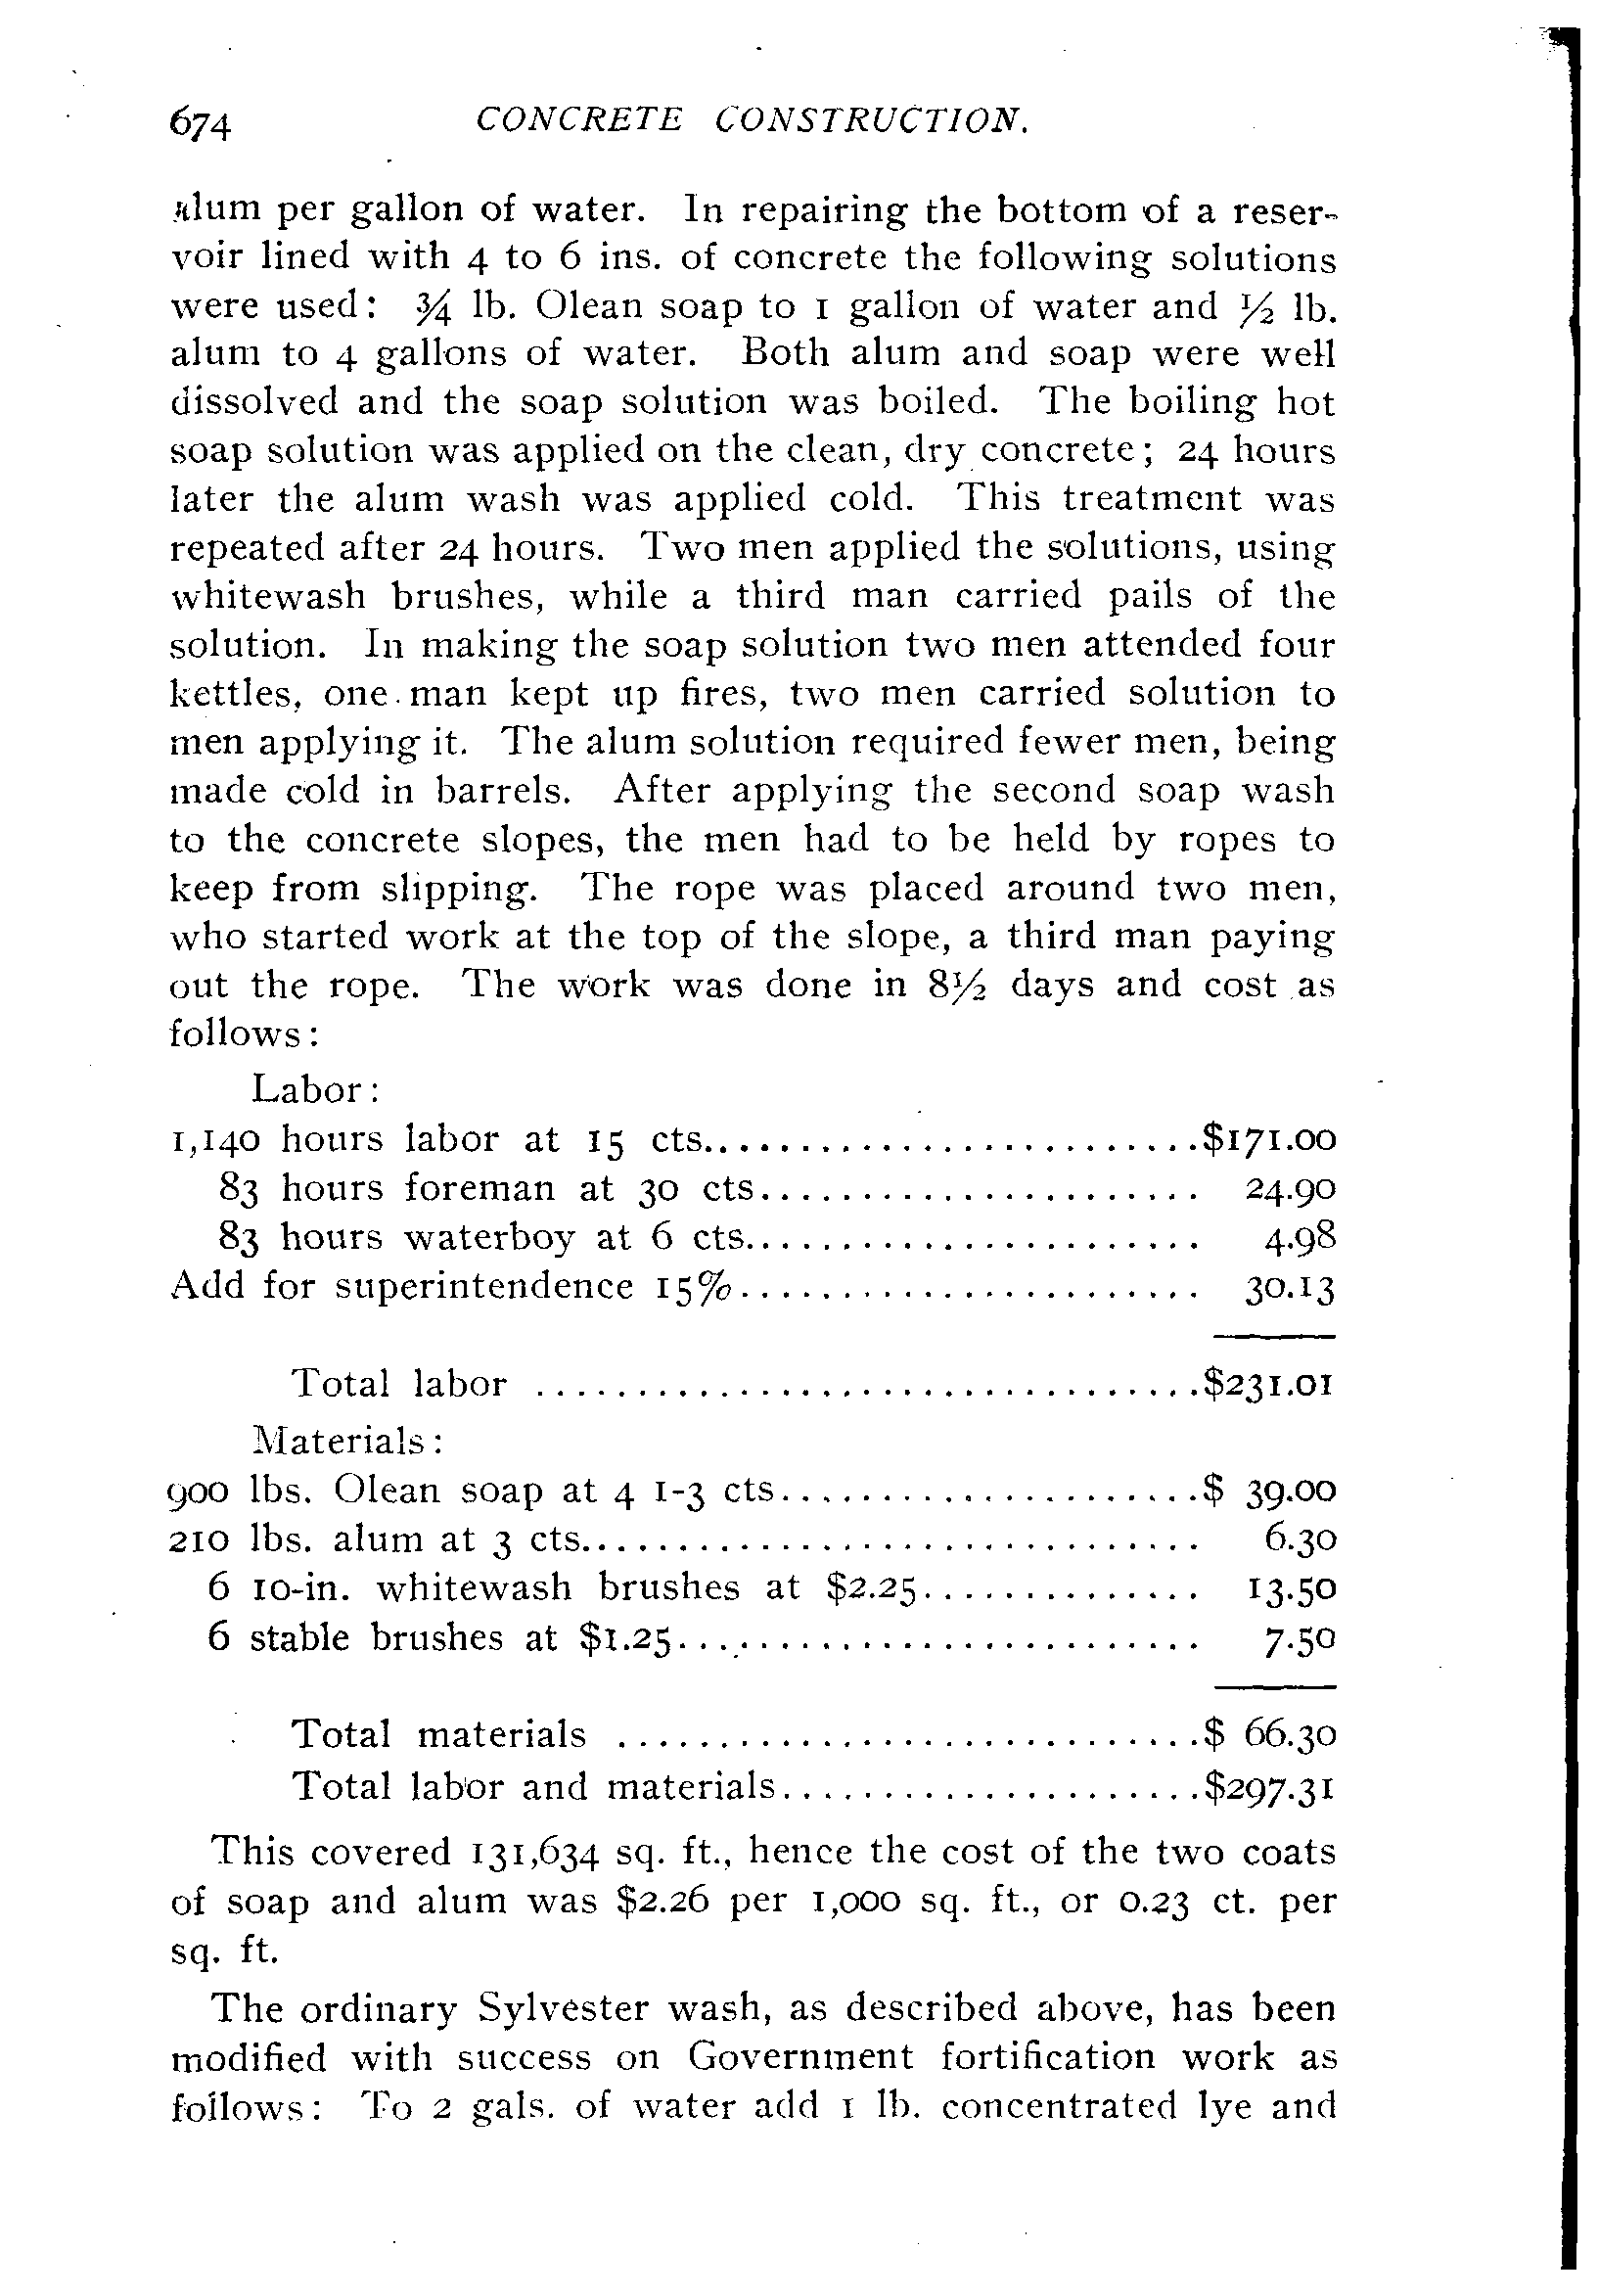 674 CONCRETE CONSTRUCTION.
alum per gallon of water. In repairing the bottom of a reser-
voir lined with 4 to 6 ins. of concrete the following solutions
were used: ¾ lb. Olean soap to 1 gallon of water and ½ lb.
alum to 4 gallons of water. Both alum and soap were well
dissolved and the soap solution was boiled. The boiling hot
soap solution was applied on the clean, dry concrete; 24 hours
later the alum wash was applied cold. This treatment was
repeated after 24 hours. Two men applied the solutions, using
whitewash brushes, while a third man carried pails of the
solution. In making the soap solution two men attended four
kettles, one man kept up fires, two men carried solution to
men applying it. The alum solution required fewer men, being
made cold in barrels. After applying the second soap wash
to the concrete slopes, the men had to be held by ropes to
keep from slipping. The rope was placed around two men,
who started work at the top of the slope, a third man paying
out the rope. The work was done in 8½ days and cost as
follows:
Labor:
1,140 hours labor at 15 cts..........................$171.00
83 hours foreman at 30 cts...................... 24.90
83 hours waterboy at 6 cts....................... 4.98
Add for superintendence 15%....................... 30.13
Total labor .................................$231.01
Materials:
900 lbs. Olean soap at 4 1-3 cts.....................$ 39.00
210 lbs. alum at 3 cts............................... 6.30
6 10-in. whitewash brushes at $2.25.............. 13.50
6 stable brushes at $1.25.......................... 7.50
Total materials .............................$ 66.30
Total labor and materials.....................$297.31
This covered 131,634 sq. ft., hence the cost of the two coats
of soap and alum was $2.26 per 1,000 sq. ft., or 0.23 ct. per
sq. ft.
The ordinary Sylvester wash, as described above, has been
modified with success on Government fortification work as
follows: To 2 gals. of water add 1 lb. concentrated lye and